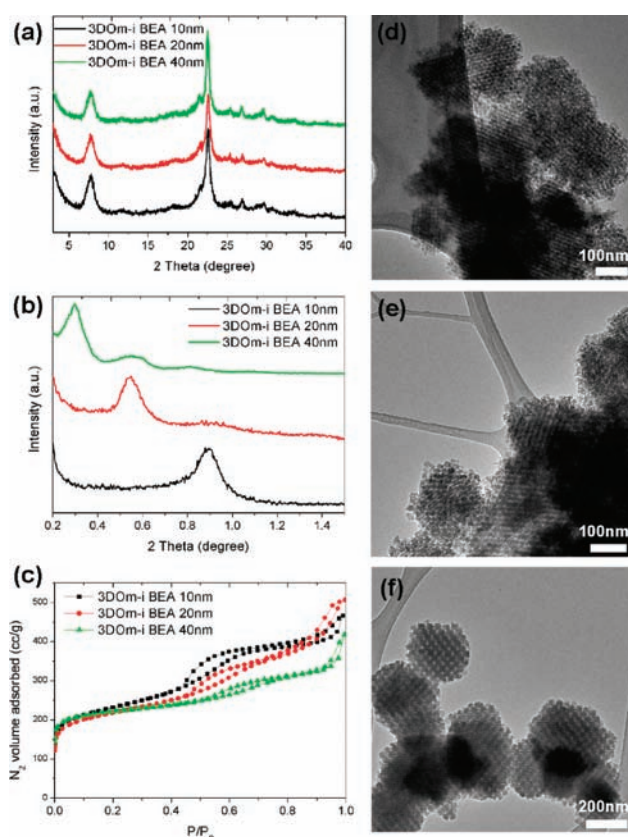 (a)
3DOm-i BEA 10nm
3DOm-i BEA 20nm
3DOm-i BEA 40nm
Intensity (a.u.)
5 10 15 20 25 30 35 40
2 Theta (degree)
(b)
3DOm-i BEA 10nm
3DOm-i BEA 20nm
3DOm-i BEA 40nm
Intensity (a.u.)
0.2 0.4 0.6 0.8 1.0 1.2 1.4
2 Theta (degree)
(c)
3DOm-i BEA 10nm
3DOm-i BEA 20nm
3DOm-i BEA 40nm
N2 volume adsorbed (cc/g)
500
400
300
200
100
0
0.0 0.2 0.4 0.6 0.8 1.0
(d)
100nm
(e)
100nm
(f)
200nm